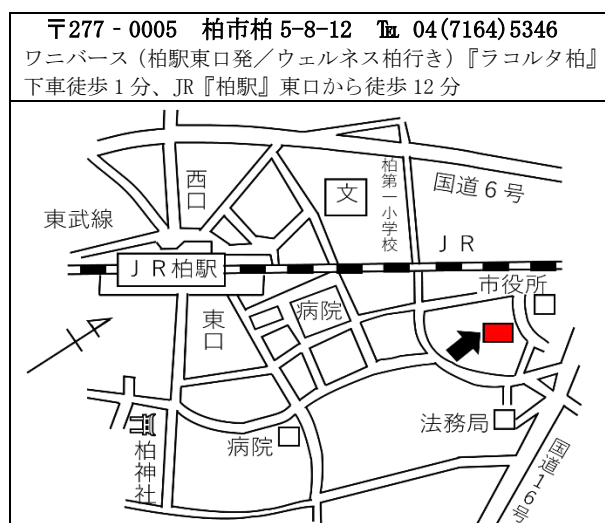 〒277‐0005 柏市柏 5-8-12 ℡ 04(7164)5346
ワニバース（柏駅東口発／ウェルネス柏行き）『ラコルタ柏』
下車徒歩 1 分、JR『柏駅』東口から徒歩 12 分
西口
文
柏第一小学校
国道６号
東武線
ＪＲ
ＪＲ柏駅
市役所
東口
病院
法務局
病院
柏神社
国道１６号